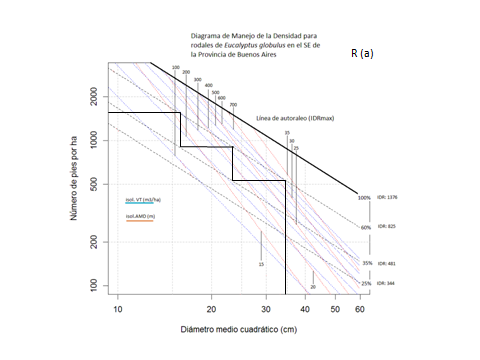 Diagrama de Manejo de la Densidad para
rodales de Eucalyptus globulus en el SE de
la Provincia de Buenos Aires
R (a)
100
200
300
400
500
600
700
Línea de autoraleo (IDRmax)
35
30
25
2000
1000
500
200
100
Número de pies por ha
isol. VT (m3/ha)
isol.AMD (m)
15
20
100%
IDR: 1376
60%
IDR: 825
35%
IDR: 481
25%
IDR: 344
10
15
20
25
30
40
50
60
Diámetro medio cuadrático (cm)